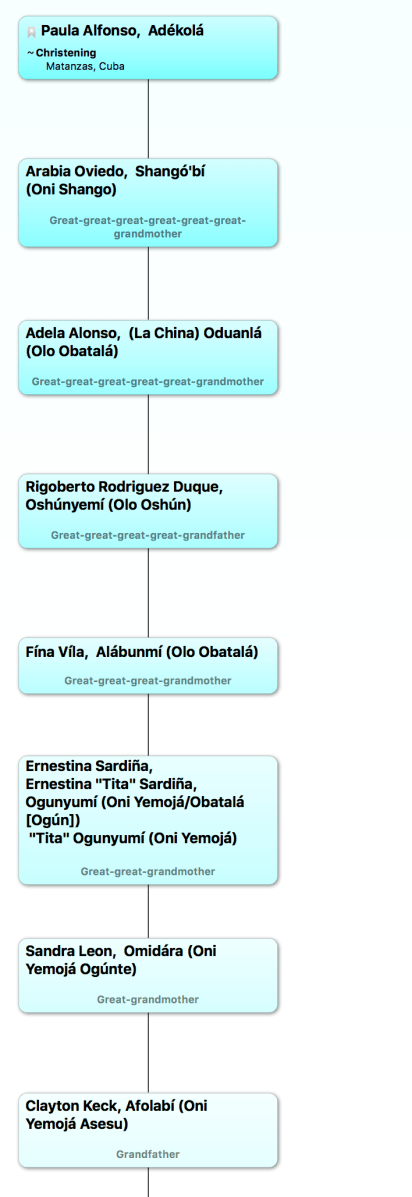 Paula Alfonso,  Adékolá
~ Christening
Matanzas, Cuba
Arabia Oviedo,  Shangó'bí
(Oni Shango)
Great-great-great-great-great-great-
grandmother
Adela Alonso,  (La China) Oduanlá
(Olo Obatalá)
Great-great-great-great-great-grandmother
Rigoberto Rodriguez Duque,
Oshúnyemí (Olo Oshún)
Great-great-great-great-grandfather
Fína Víla,  Alábunmí (Olo Obatalá)
Great-great-great-grandmother
Ernestina Sardiña,
Ernestina "Tita" Sardiña,
Ogunyumí (Oni Yemojá/Obatalá
[Ogún])
"Tita" Ogunyumí (Oni Yemojá)
Great-great-grandmother
Sandra Leon,  Omidára (Oni
Yemojá Ogúnte)
Great-grandmother
Clayton Keck, Afolabí (Oni
Yemojá Asesu)
Grandfather